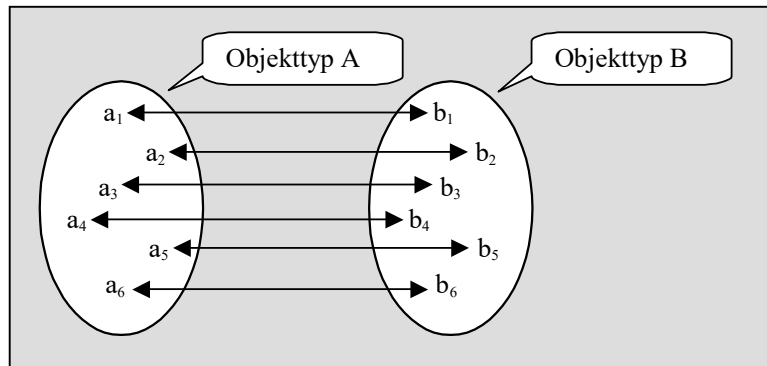 Objekttyp A Objekttyp B
a₁ b₁
a₂ b₂
a₃ b₃
a₄ b₄
a₅ b₅
a₆ b₆